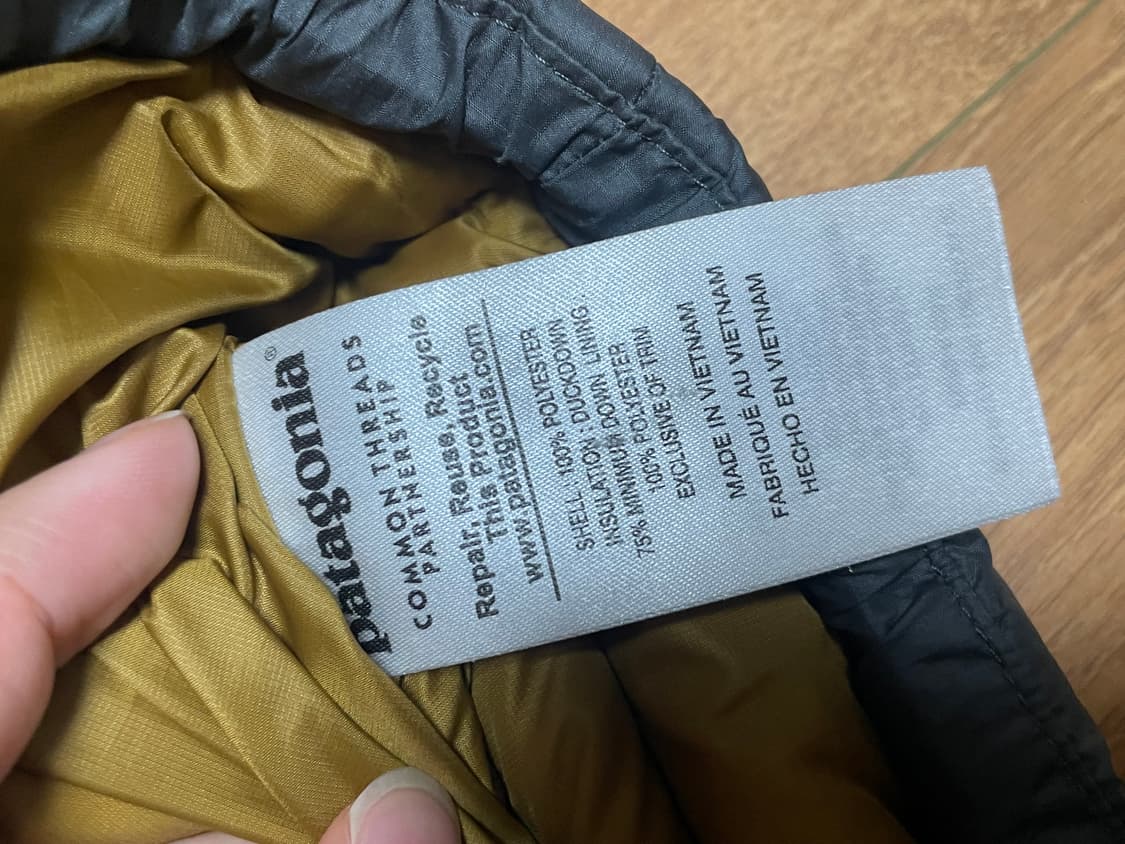 patagonia®
COMMON THREADS
PARTNERSHIP
Repair, Reuse, Recycle
This Product
www.patagonia.com
SHELL : 100% POLYESTER
INSULATION : DUCKDOWN
75% MINIMUM DOWN LINING
100% POLYESTER
EXCLUSIVE OF TRIM
MADE IN VIETNAM
FABRIQUÉ AU VIETNAM
HECHO EN VIETNAM